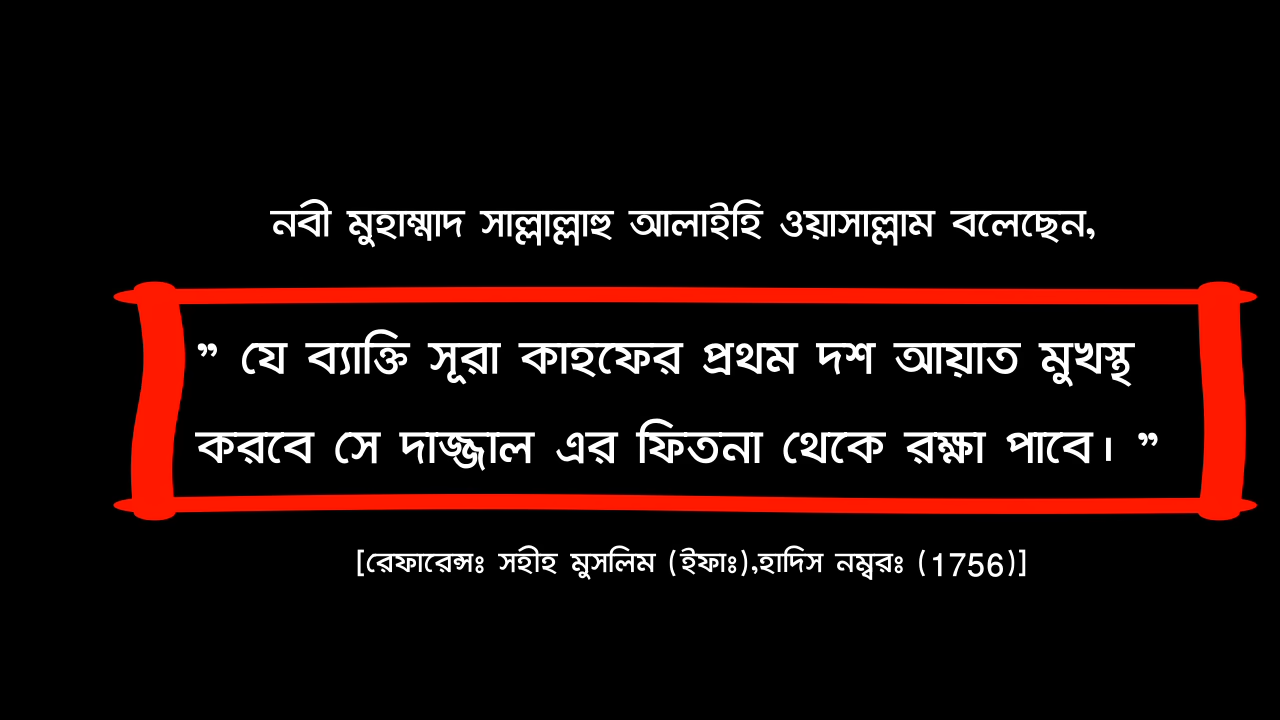 নবী মুহাম্মাদ সাল্লাল্লাহু আলাইহি ওয়াসাল্লাম বলেছেন,
” যে ব্যাক্তি সূরা কাহফের প্রথম দশ আয়াত মুখস্থ
করবে সে দাজ্জাল এর ফিতনা থেকে রক্ষা পাবে। ”
[রেফারেন্সঃ সহীহ মুসলিম (ইফাঃ),হাদিস নম্বরঃ (1756)]